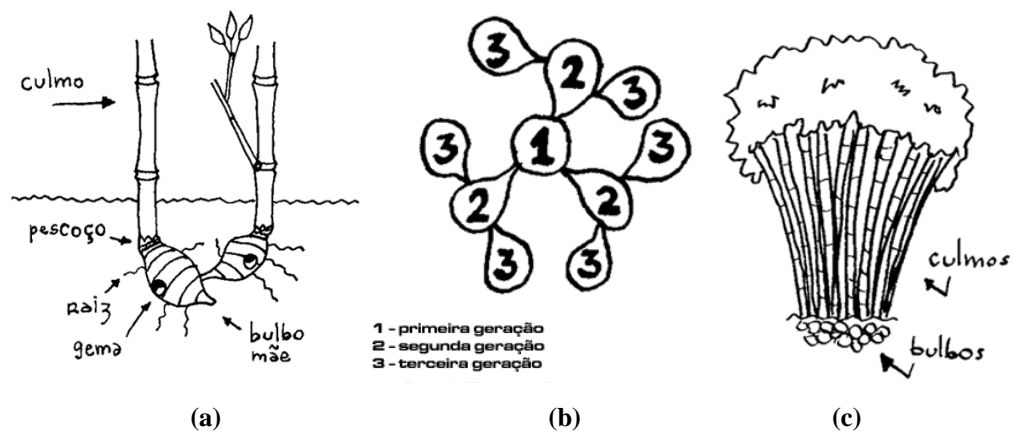 culmo
pescoço
Raiz
gema
bulbo
mãe
3
2
3
1
3
3
2
2
3
3
1 - primeira geração
2 - segunda geração
3 - terceira geração
culmos
bulbos
(a)
(b)
(c)